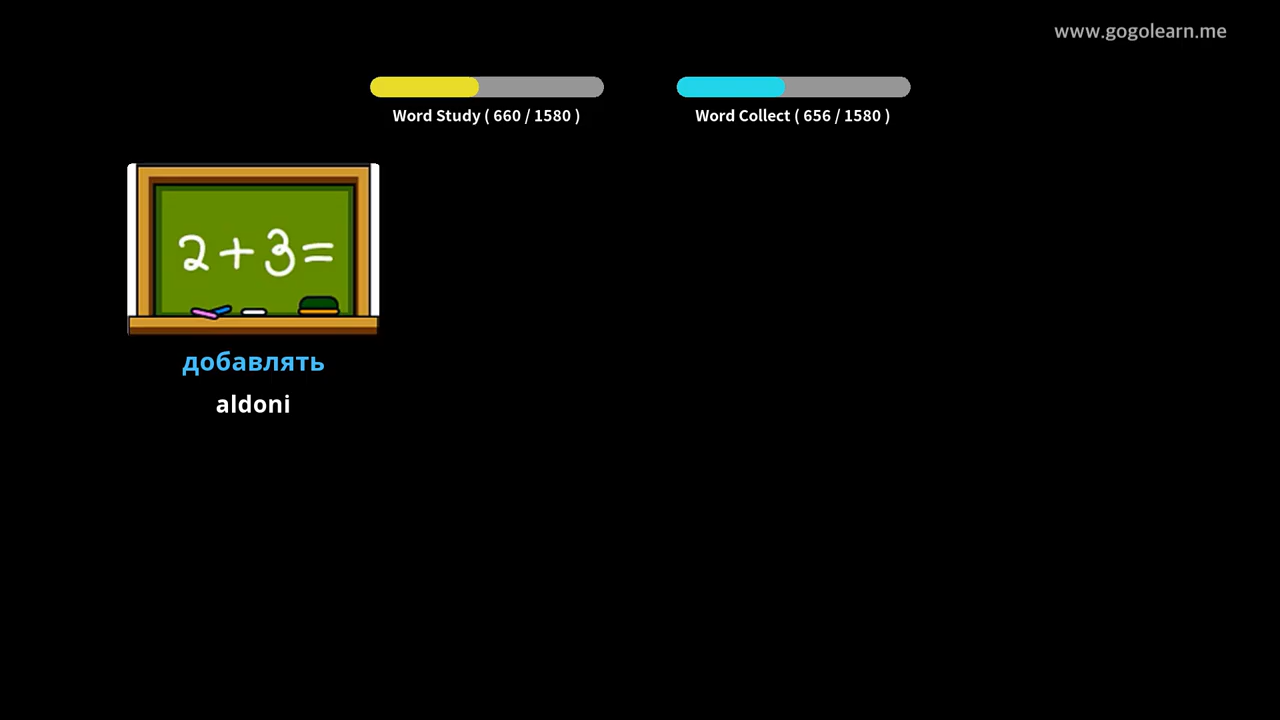 www.gogolearn.me
Word Study ( 660 / 1580 )
Word Collect ( 656 / 1580 )
2+3=
добавлять
aldoni